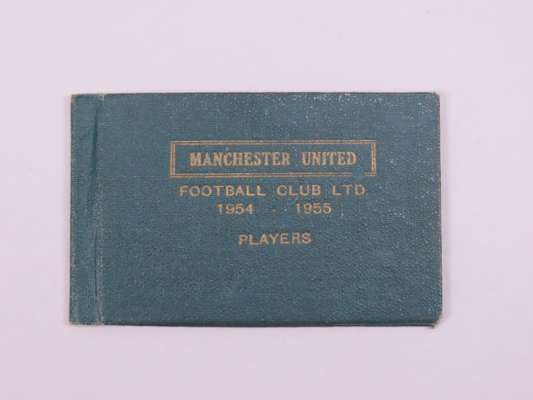 MANCHESTER UNITED
FOOTBALL CLUB LTD
1954 . . 1955
PLAYERS